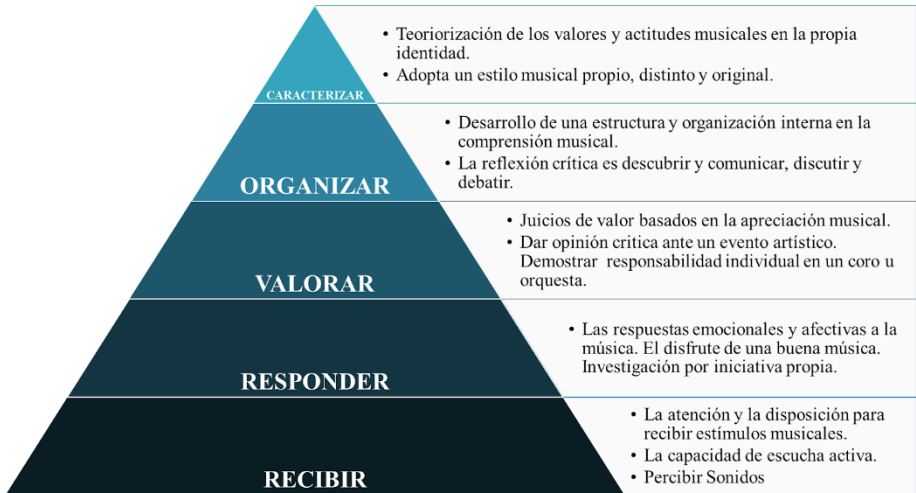 • Teoriorización de los valores y actitudes musicales en la propia
identidad.
• Adopta un estilo musical propio, distinto y original.
CARACTERIZAR
• Desarrollo de una estructura y organización interna en la
comprensión musical.
• La reflexión crítica es descubrir y comunicar, discutir y
debatir.
ORGANIZAR
• Juicios de valor basados en la apreciación musical.
• Dar opinión critica ante un evento artístico.
Demostrar responsabilidad individual en un coro u
orquesta.
VALORAR
• Las respuestas emocionales y afectivas a la
música. El disfrute de una buena música.
Investigación por iniciativa propia.
RESPONDER
• La atención y la disposición para
recibir estímulos musicales.
• La capacidad de escucha activa.
• Percibir Sonidos
RECIBIR